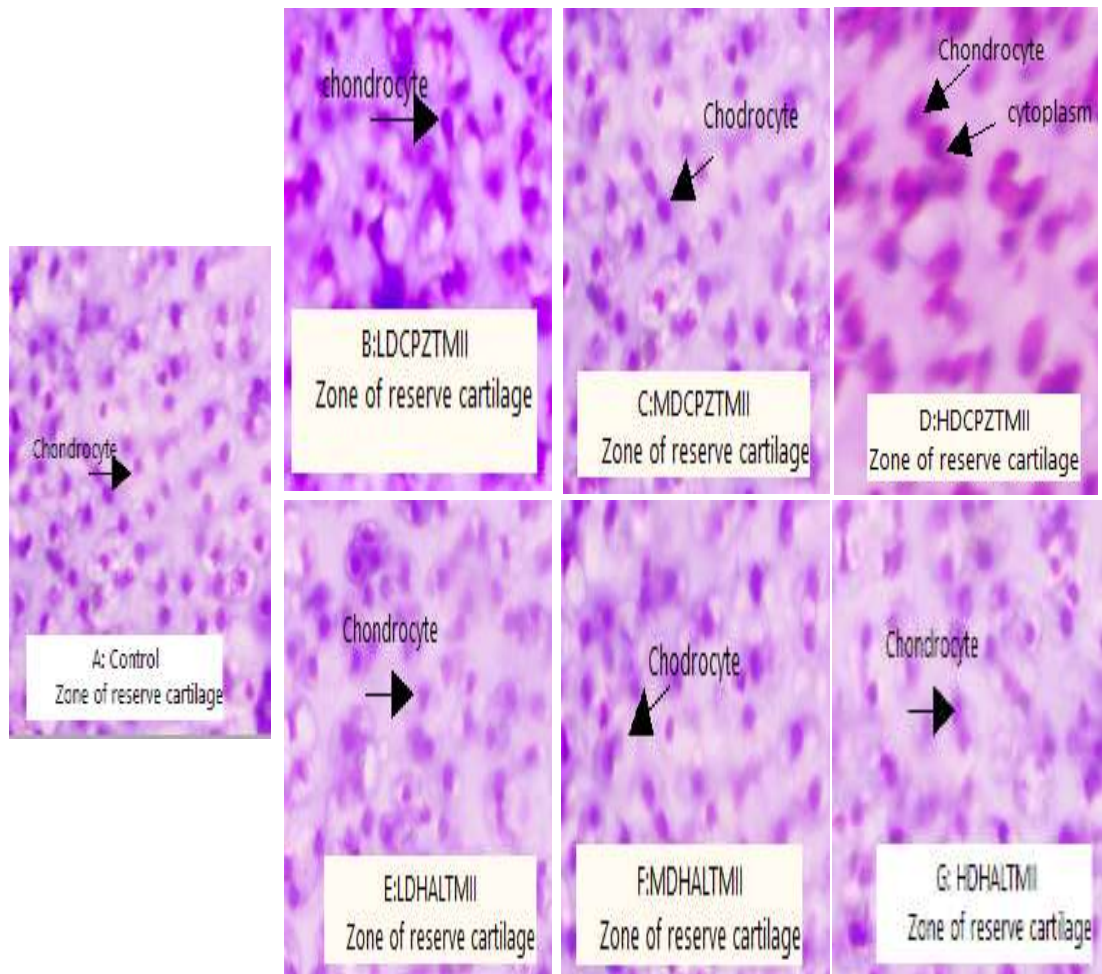 Chondrocyte
A: Control
Zone of reserve cartilage
chondrocyte
B:LDCPZTMII
Zone of reserve cartilage
Chodrocyte
C:MDCPZTMII
Zone of reserve cartilage
Chondrocyte
cytoplasm
D:HDCPZTMII
Zone of reserve cartilage
Chondrocyte
E:LDHALTMII
Zone of reserve cartilage
Chodrocyte
F:MDHALTMII
Zone of reserve cartilage
Chondrocyte
G: HDHALTMII
Zone of reserve cartilage